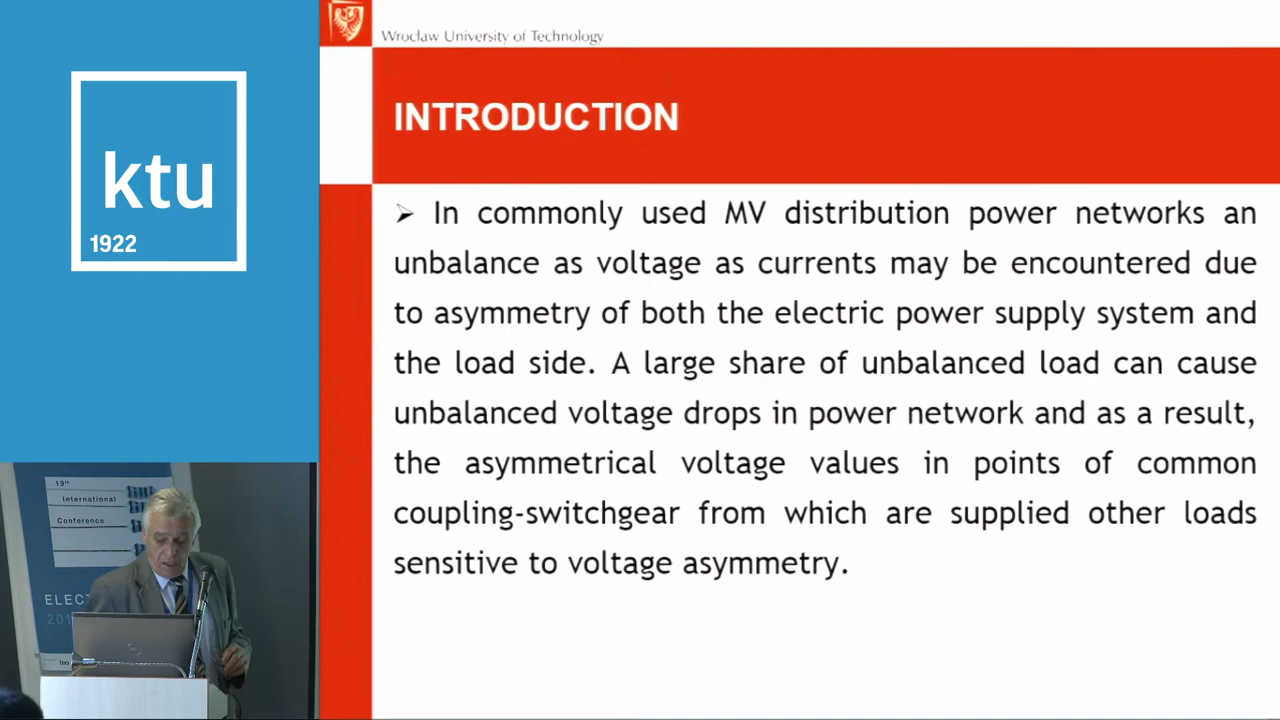 Wrocław University of Technology
ktu
1922
INTRODUCTION
➢ In commonly used MV distribution power networks an
unbalance as voltage as currents may be encountered due
to asymmetry of both the electric power supply system and
the load side. A large share of unbalanced load can cause
unbalanced voltage drops in power network and as a result,
the asymmetrical voltage values in points of common
coupling-switchgear from which are supplied other loads
sensitive to voltage asymmetry.
19th
International
Conference